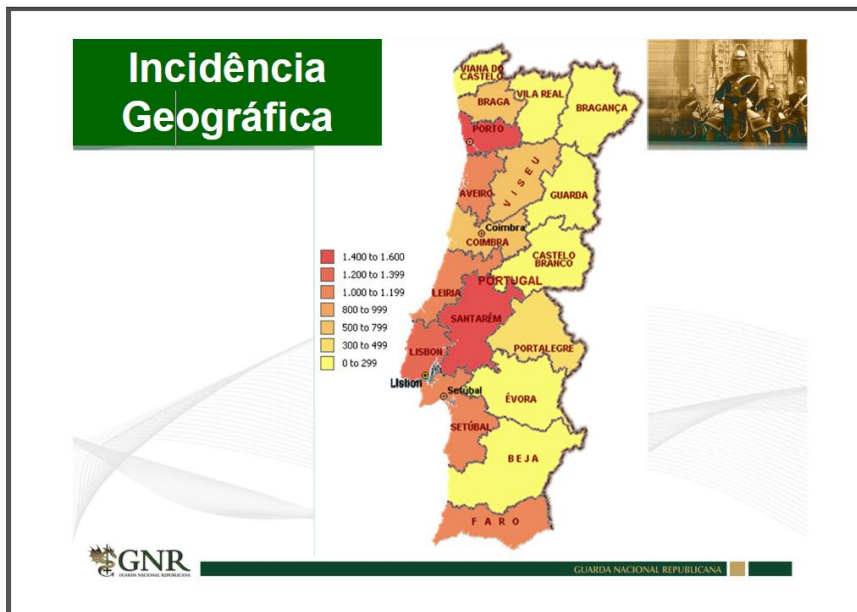 Incidência
Geográfica
VIANA DO
CASTELO
VILA REAL
BRAGANÇA
BRAGA
PORTO
VISEU
AVEIRO
GUARDA
Coimbra
COIMBRA
CASTELO
BRANCO
1.400 to 1.600
1.200 to 1.399
1.000 to 1.199
800 to 999
500 to 799
300 to 499
0 to 299
PORTUGAL
LEIRIA
SANTARÉM
PORTALEGRE
LISBON
Lisbon
Setúbal
ÉVORA
SETÚBAL
BEJA
FARO
GNR
GUARDA NACIONAL REPUBLICANA
GUARDA NACIONAL REPUBLICANA